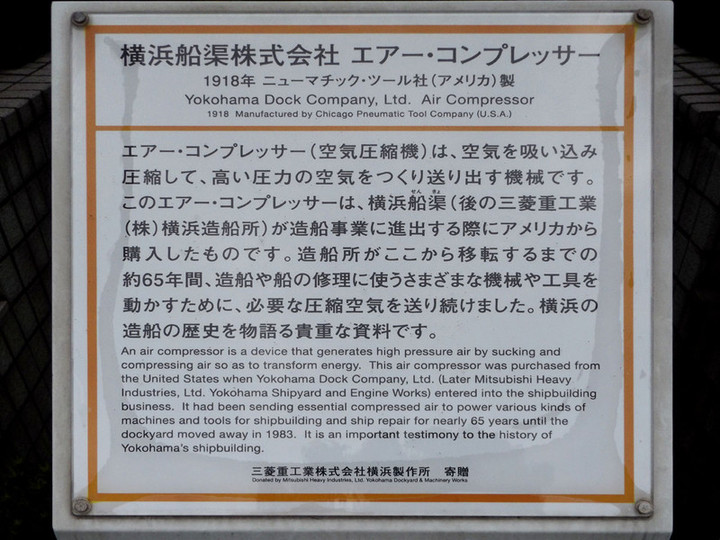 横浜船渠株式会社 エアー・コンプレッサー
1918年 ニューマチック・ツール社(アメリカ)製
Yokohama Dock Company, Ltd. Air Compressor
1918 Manufactured by Chicago Pneumatic Tool Company (U.S.A.)
エアー・コンプレッサー(空気圧縮機)は、空気を吸い込み
圧縮して、高い圧力の空気をつくり送り出す機械です。
せん きょ
このエアー・コンプレッサーは、横浜船渠(後の三菱重工業
(株)横浜造船所)が造船事業に進出する際にアメリカから
購入したものです。造船所がここから移転するまでの
約65年間、造船や船の修理に使うさまざまな機械や工具を
動かすために、必要な圧縮空気を送り続けました。横浜の
造船の歴史を物語る貴重な資料です。
An air compressor is a device that generates high pressure air by sucking and
compressing air so as to transform energy. This air compressor was purchased from
the United States when Yokohama Dock Company, Ltd. (Later Mitsubishi Heavy
Industries, Ltd. Yokohama Shipyard and Engine Works) entered into the shipbuilding
business. It had been sending essential compressed air to power various kinds of
machines and tools for shipbuilding and ship repair for nearly 65 years until the
dockyard moved away in 1983. It is an important testimony to the history of
Yokohama's shipbuilding.
三菱重工業株式会社横浜製作所 寄贈
Donated by Mitsubishi Heavy Industries, Ltd. Yokohama Dockyard & Machinery Works